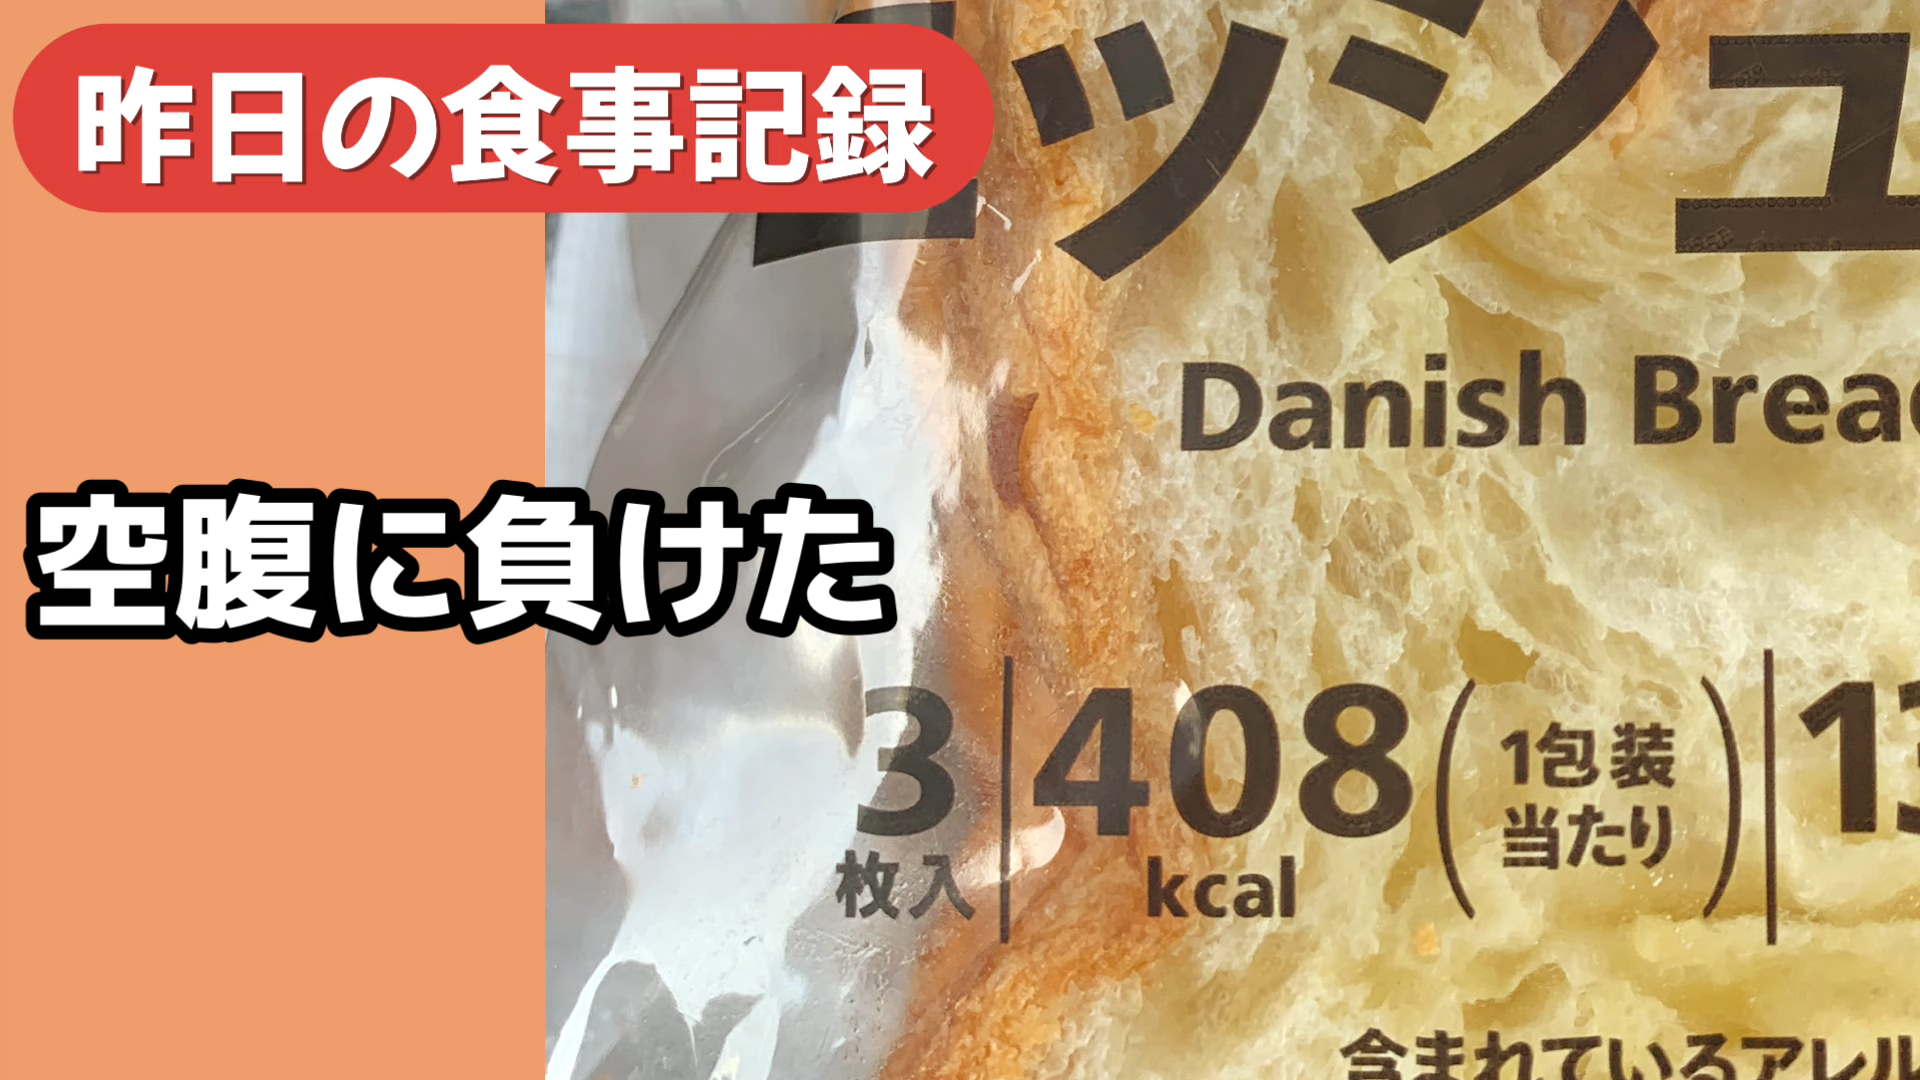 昨日の食事記録
ッシュ
Danish Brea
空腹に負けた
3
枚入
408
kcal
(1包装
当たり)
含まれているアレル